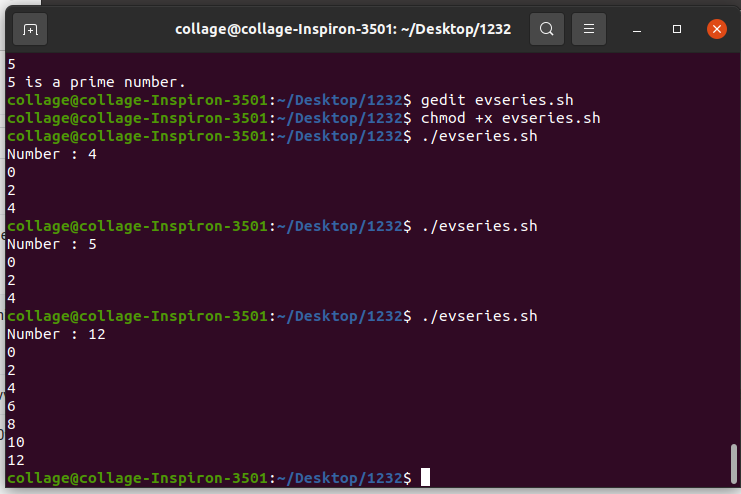 collage@collage-Inspiron-3501: ~/Desktop/1232
5
5 is a prime number.
collage@collage-Inspiron-3501:~/Desktop/1232$ gedit evseries.sh
collage@collage-Inspiron-3501:~/Desktop/1232$ chmod +x evseries.sh
collage@collage-Inspiron-3501:~/Desktop/1232$ ./evseries.sh
Number : 4
0
2
4
collage@collage-Inspiron-3501:~/Desktop/1232$ ./evseries.sh
Number : 5
0
2
4
collage@collage-Inspiron-3501:~/Desktop/1232$ ./evseries.sh
Number : 12
0
2
4
6
8
10
12
collage@collage-Inspiron-3501:~/Desktop/1232$